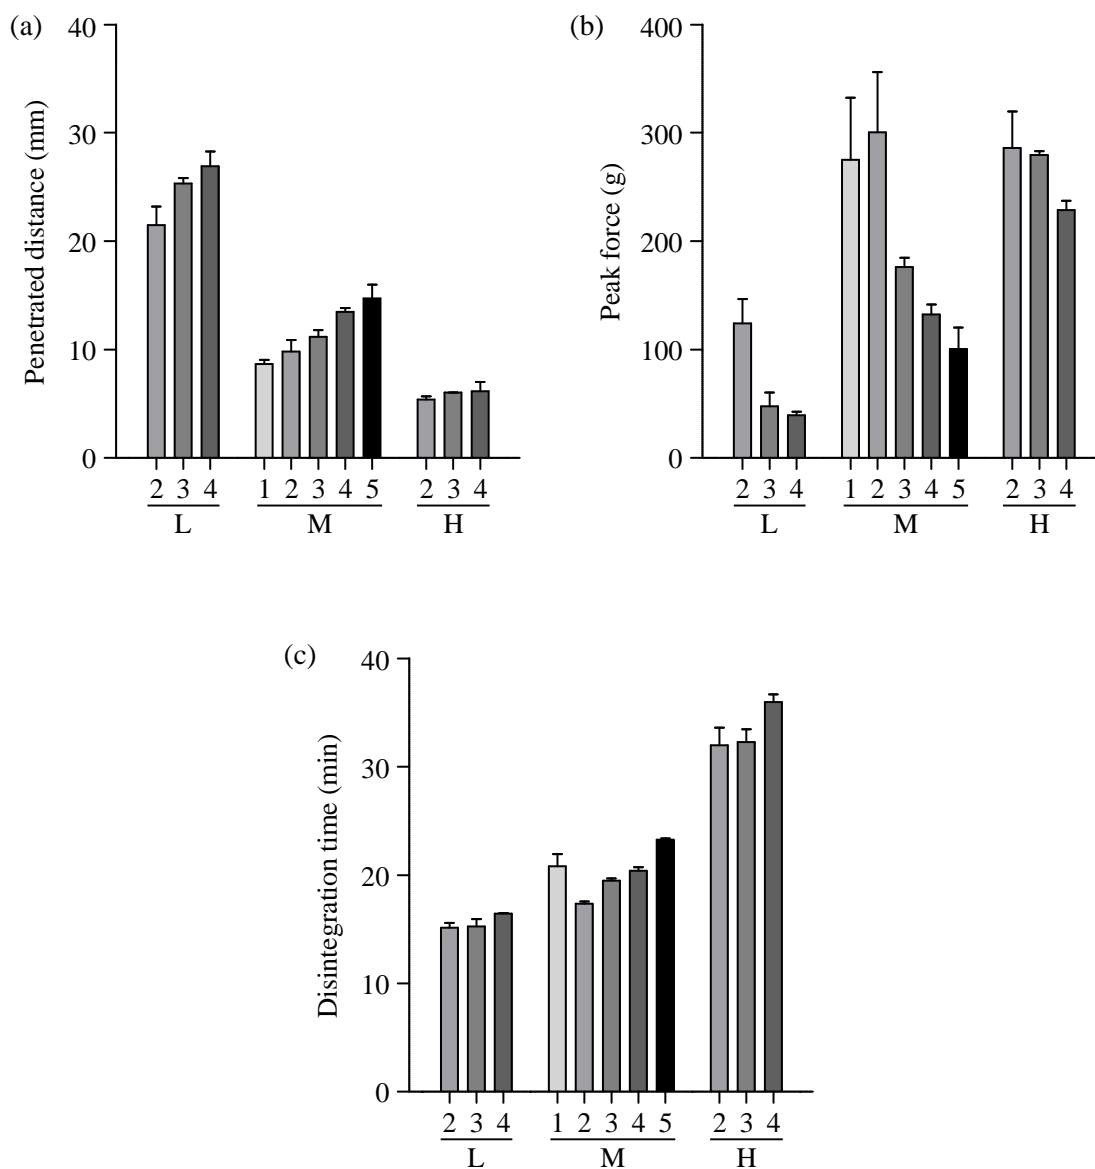 (a)
Penetrated distance (mm)
40
30
20
10
0
2 3 4 1 2 3 4 5 2 3 4
L M H
(b)
Peak force (g)
400
300
200
100
0
2 3 4 1 2 3 4 5 2 3 4
L M H
(c)
Disintegration time (min)
40
30
20
10
0
2 3 4 1 2 3 4 5 2 3 4
L M H